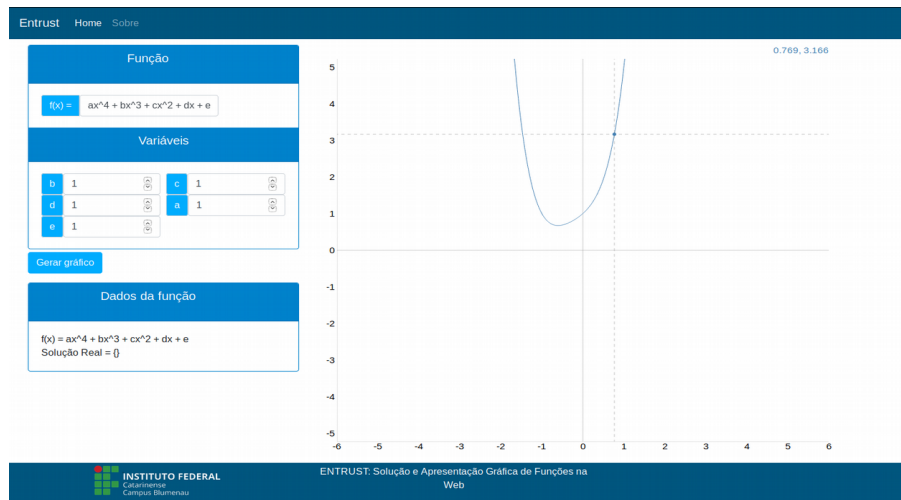 Entrust Home Sobre
Função
f(x) = ax^4 + bx^3 + cx^2 + dx + e
Variáveis
b 1 c 1
d 1 a 1
e 1
Gerar gráfico
Dados da função
f(x) = ax^4 + bx^3 + cx^2 + dx + e
Solução Real = {}
0.769, 3.166
5
4
3
2
1
0
-1
-2
-3
-4
-5
-6 -5 -4 -3 -2 -1 0 1 2 3 4 5 6
INSTITUTO FEDERAL
Catarinense
Campus Blumenau
ENTRUST: Solução e Apresentação Gráfica de Funções na
Web